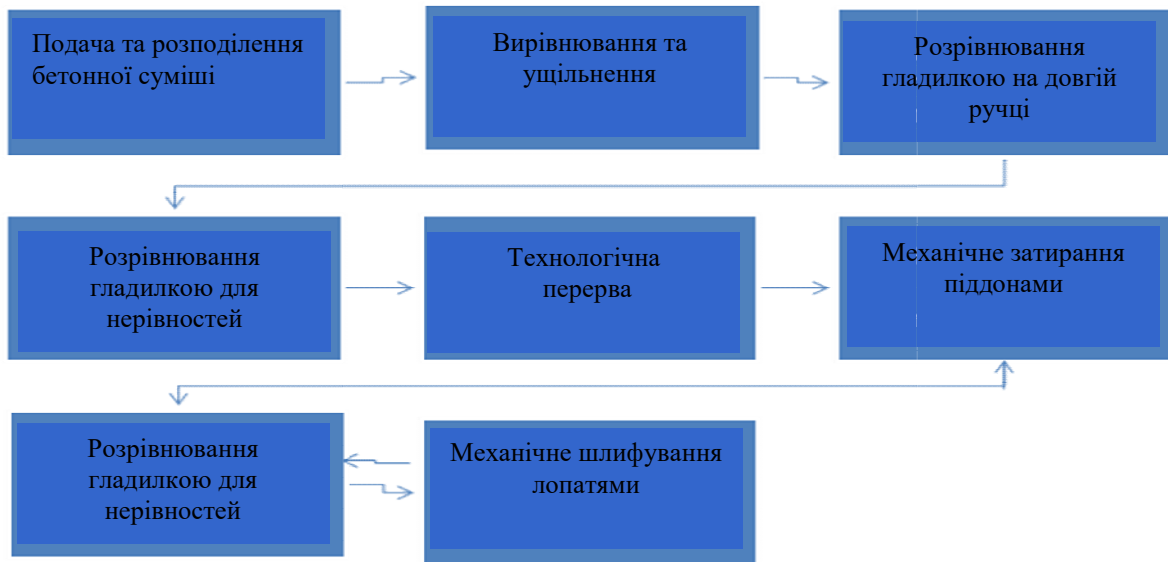 Подача та розподілення
бетонної суміші
Вирівнювання та
ущільнення
Розрівнювання
гладилкою на довгій
ручці
Розрівнювання
гладилкою для
нерівностей
Технологічна
перерва
Механічне затирання
піддонами
Розрівнювання
гладилкою для
нерівностей
Механічне шлифування
лопатями